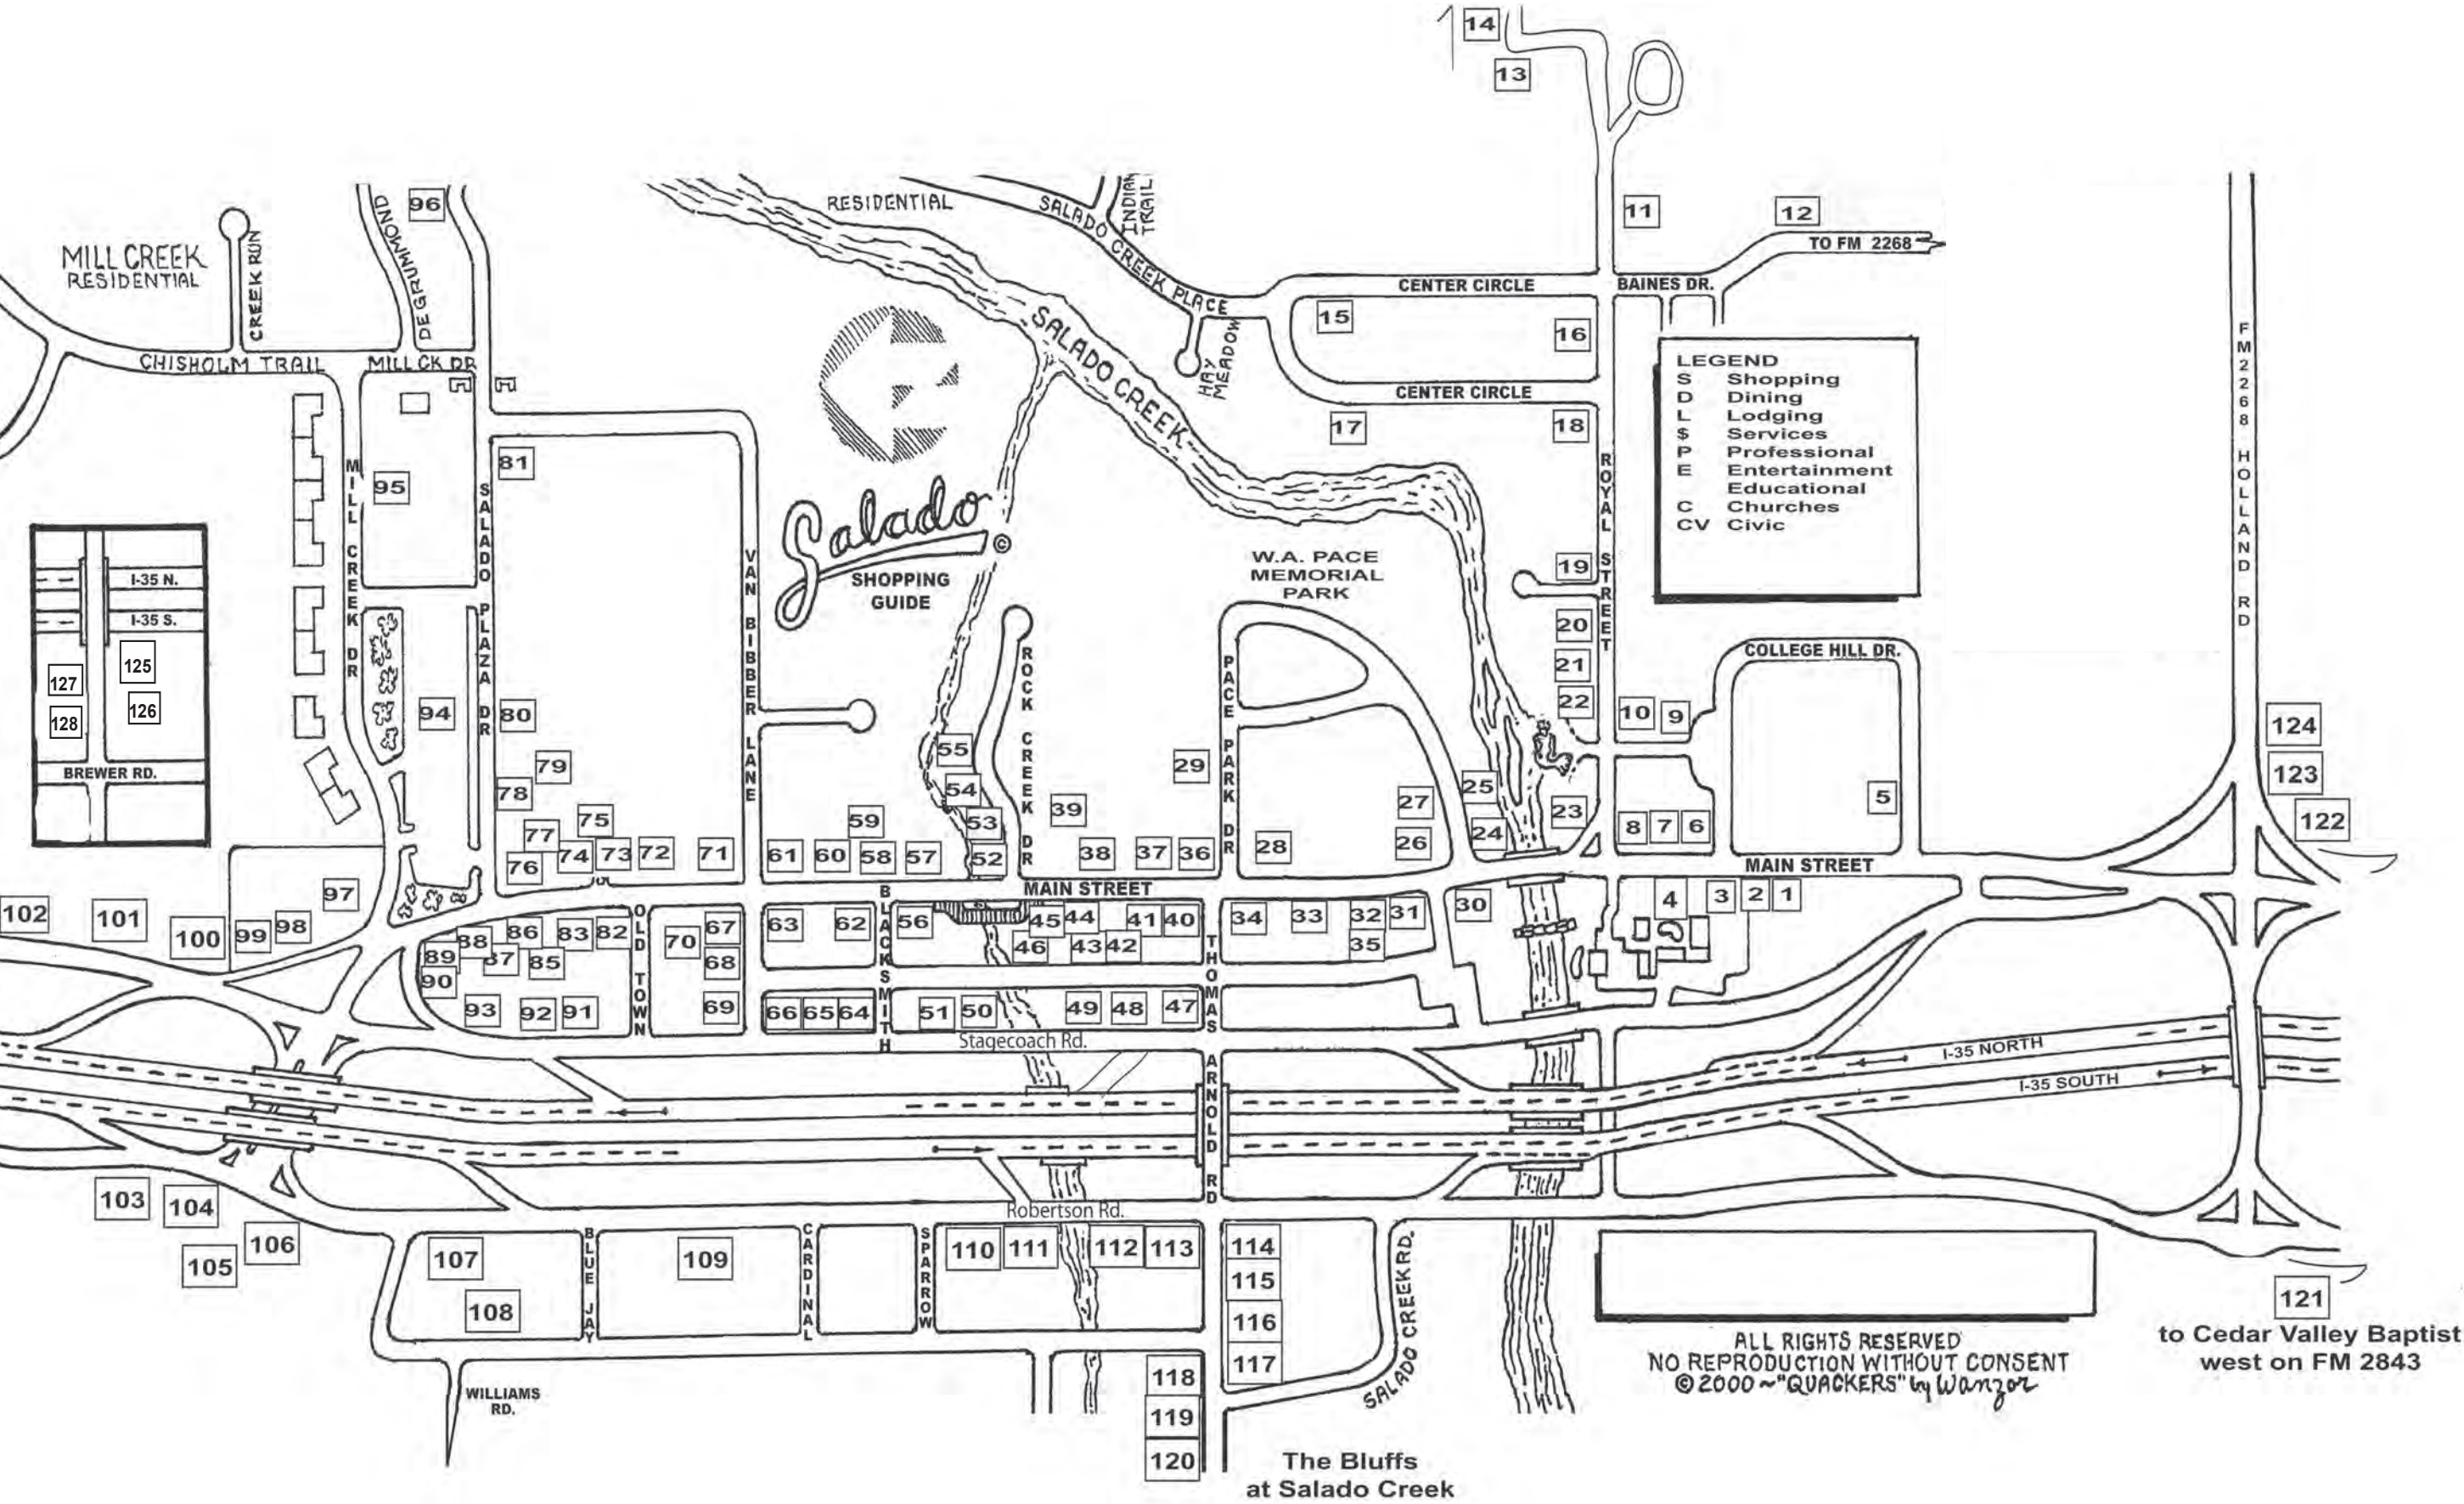 14
13
96
RESIDENTIAL
SALADO CREEK PLACE
INDIAN
TRAIL
11
12
TO FM 2268
MILL CREEK
RESIDENTIAL
CREEK RUN
DEGRUMMOND
CHISHOLM TRAIL
MILL CK DR
SALADO CREEK
HAY
MEADOW
CENTER CIRCLE
BAINES DR.
15
16
CENTER CIRCLE
17
18
LEGEND
S Shopping
D Dining
L Lodging
$ Services
P Professional
E Entertainment
Educational
C Churches
CV Civic
FM2268 HOLLAND RD
81
95
MILL CREEK DR
SALADO PLAZA DR
VAN BIBBER LANE
Salado
©
SHOPPING
GUIDE
W.A. PACE
MEMORIAL
PARK
ROYAL STREET
19
20
21
22
10
9
COLLEGE HILL DR.
I-35 N.
I-35 S.
125
127
126
128
BREWER RD.
94
80
79
78
75
77
76
74
73
72
71
61
60
59
58
57
55
54
53
52
ROCK CREEK DR
39
38
37
36
29
PACE PARK DR
28
27
26
25
24
23
8
7
6
5
124
123
122
MAIN STREET
MAIN STREET
102
101
100
99
98
97
88
86
83
82
89
87
85
90
93
92
91
OLD TOWN
70
67
68
69
63
62
66
65
64
BLACKSMITH
56
45
44
41
40
46
43
42
51
50
49
48
47
THOMAS ARNOLD RD
34
33
32
31
35
30
4
3
2
1
Stagecoach Rd.
I-35 NORTH
I-35 SOUTH
Robertson Rd.
103
104
105
106
107
108
BLUE JAY
109
CARDINAL
SPARROW
110
111
112
113
114
115
116
117
118
119
120
SALADO CREEK RD.
WILLIAMS
RD.
The Bluffs
at Salado Creek
ALL RIGHTS RESERVED
NO REPRODUCTION WITHOUT CONSENT
© 2000 ~ "QUACKERS" by Wanzor
121
to Cedar Valley Baptist
west on FM 2843